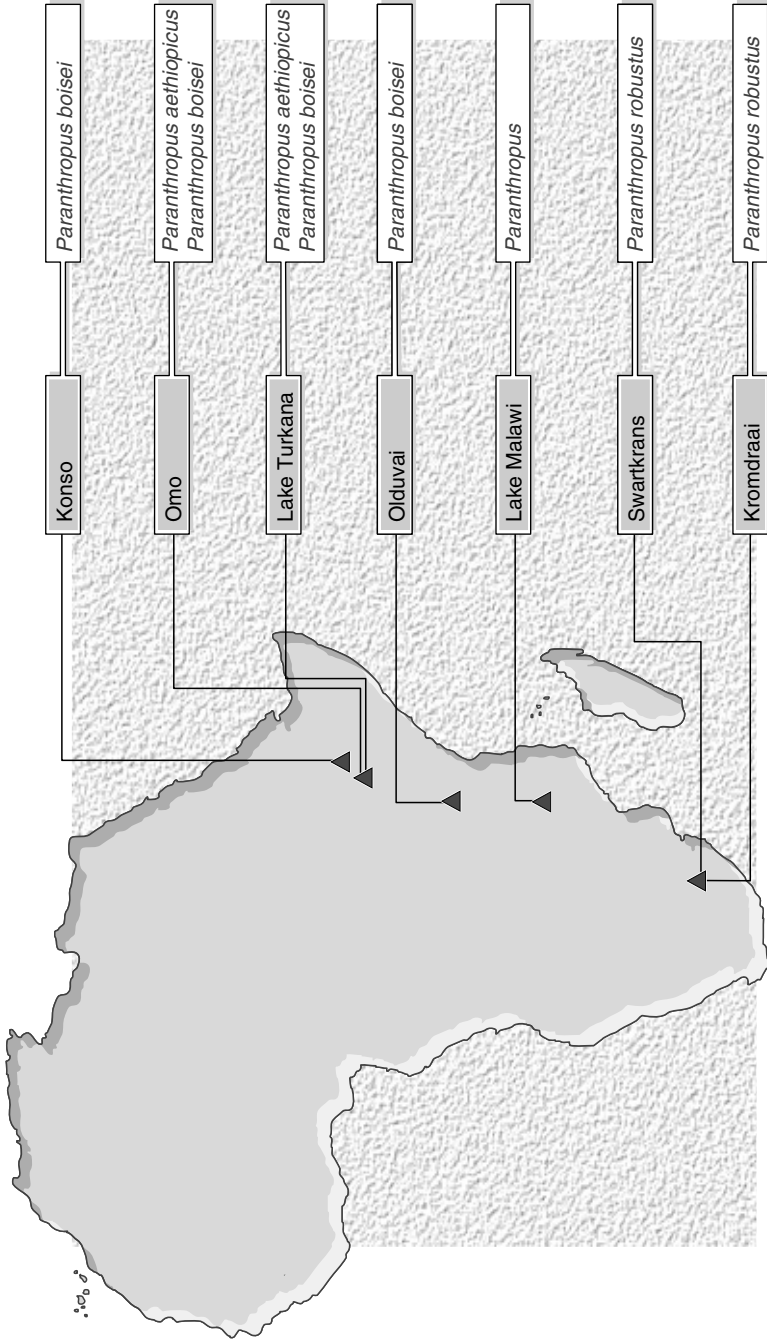 Konso
Paranthropus boisei
Omo
Paranthropus aethiopicus
Paranthropus boisei
Lake Turkana
Paranthropus aethiopicus
Paranthropus boisei
Olduvai
Paranthropus boisei
Lake Malawi
Paranthropus
Swartkrans
Paranthropus robustus
Kromdraai
Paranthropus robustus